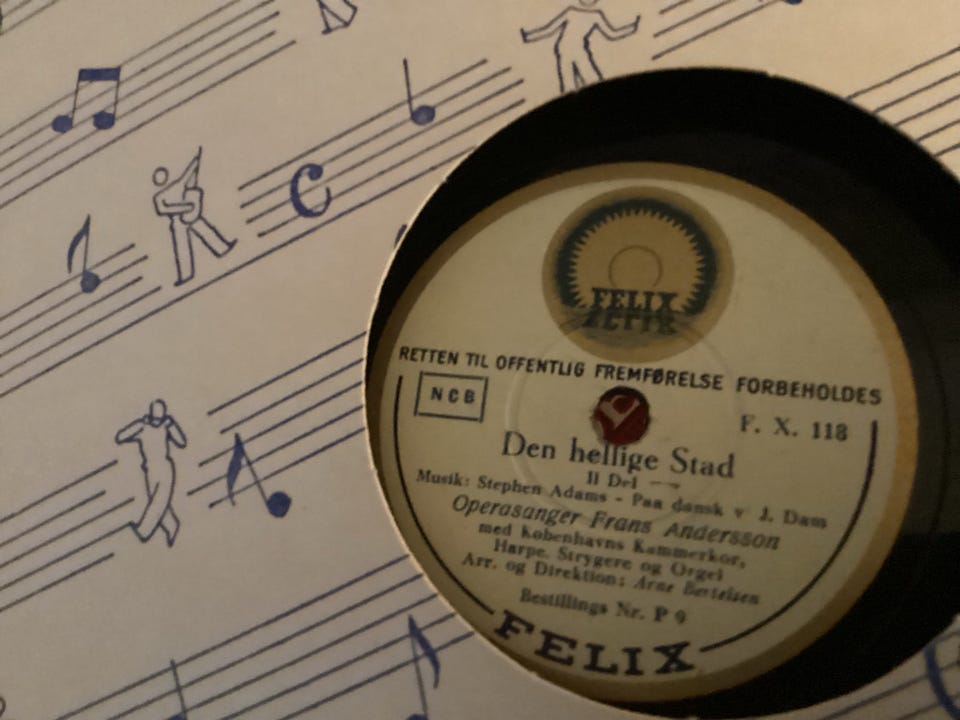 FELIX
RETTEN TIL OFFENTLIG FREMFØRELSE FORBEHOLDES
NCB
F. X. 118
Den hellige Stad
II Del
Musik: Stephen Adams - Paa dansk v J. Dam
Operasanger Frans Andersson
med Københavns Kammerkor,
Harpe, Strygere og Orgel
Arr. og Direktion: Arne Bertelsen
Bestillings Nr. P 9
FELIX